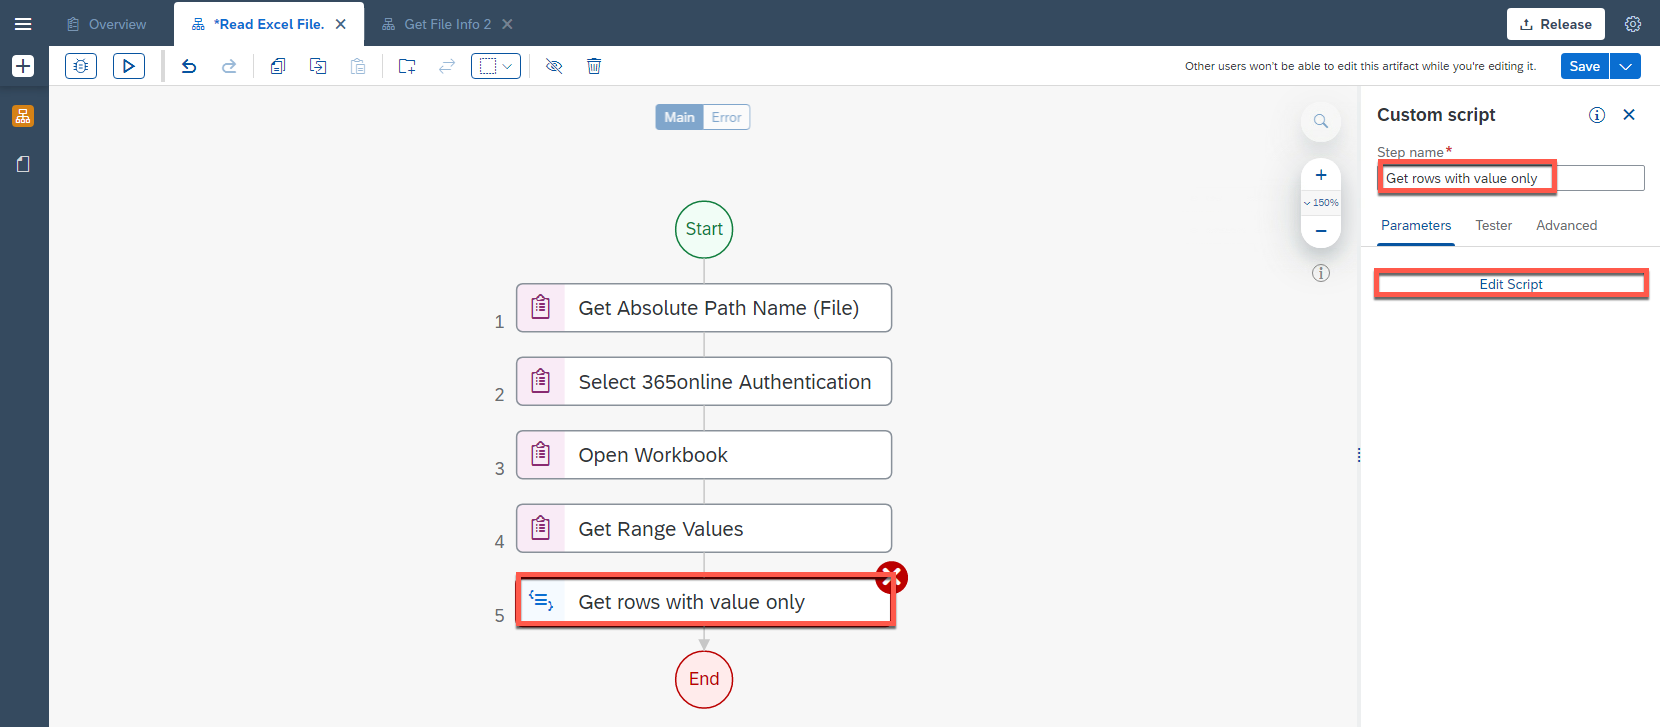 Overview
*Read Excel File.
Get File Info 2
Release
Other users won't be able to edit this artifact while you're editing it.
Save
Main
Error
Custom script
Step name*
Get rows with value only
150%
Parameters
Tester
Advanced
Edit Script
Start
1
Get Absolute Path Name (File)
2
Select 365online Authentication
3
Open Workbook
4
Get Range Values
5
Get rows with value only
End